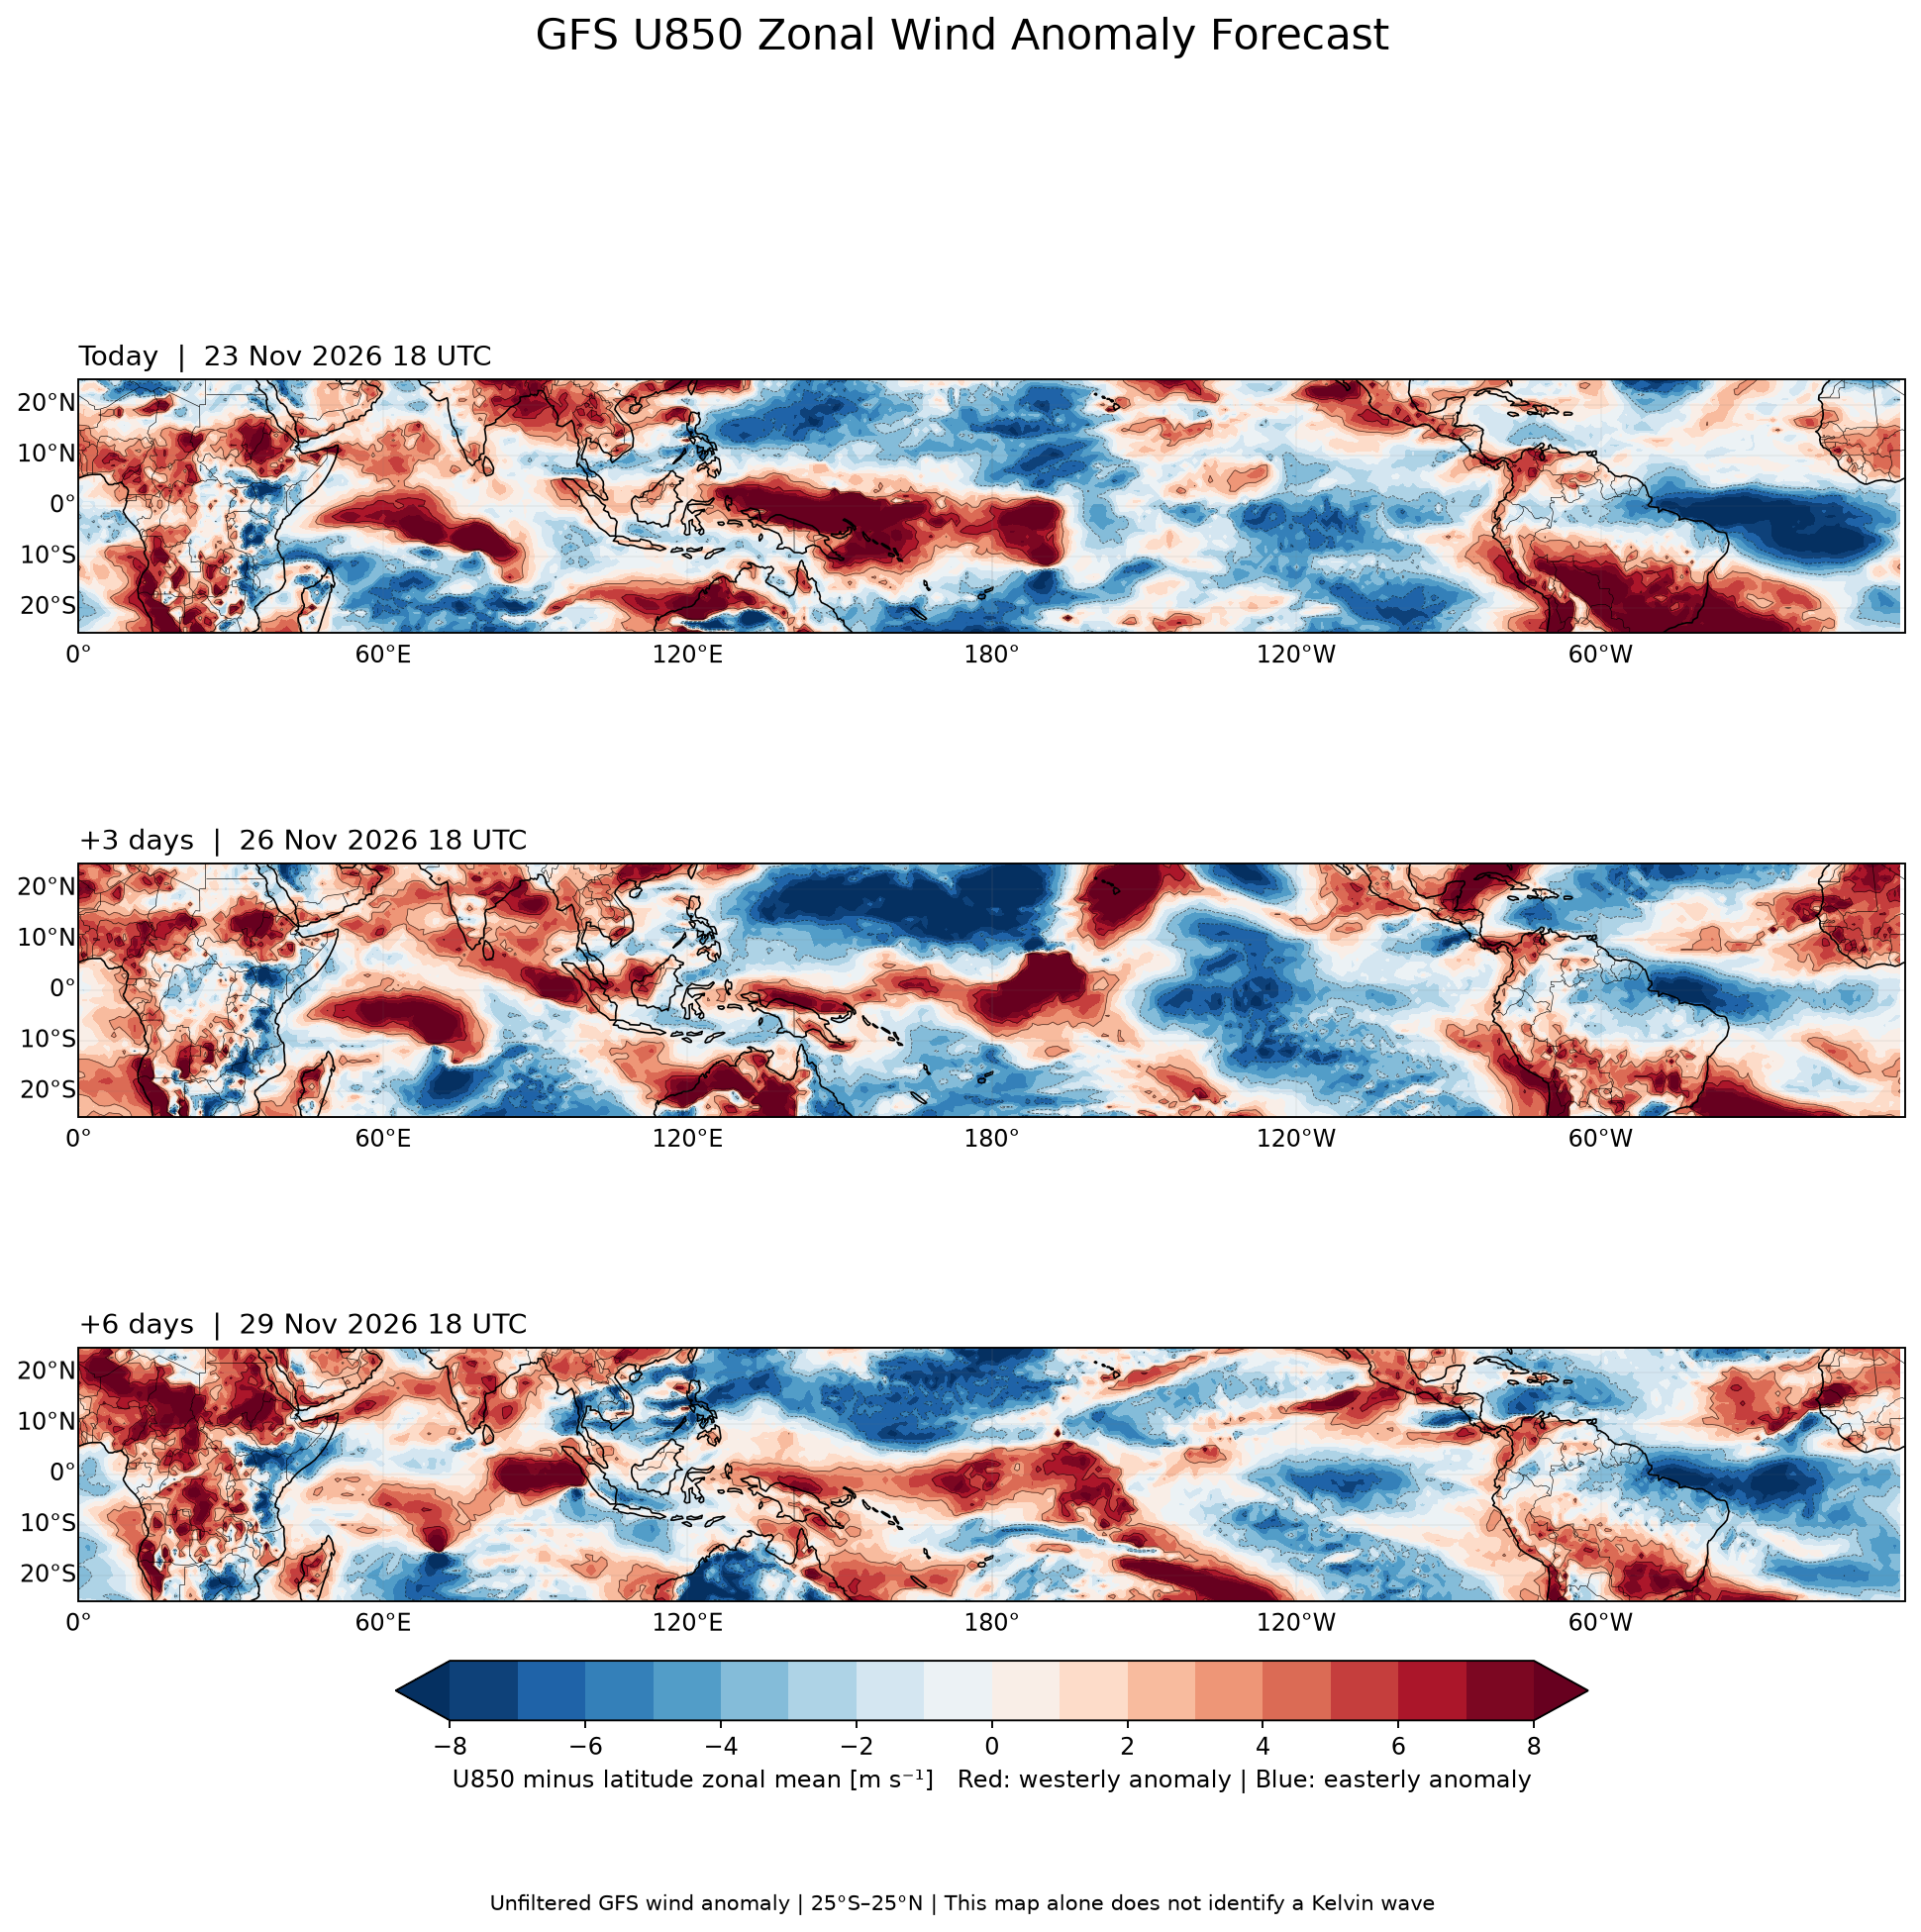 GFS U850 Zonal Wind Anomaly Forecast
Today | 23 Nov 2026 18 UTC
20°N
10°N
0°
10°S
20°S
0° 60°E 120°E 180° 120°W 60°W
+3 days | 26 Nov 2026 18 UTC
20°N
10°N
0°
10°S
20°S
0° 60°E 120°E 180° 120°W 60°W
+6 days | 29 Nov 2026 18 UTC
20°N
10°N
0°
10°S
20°S
0° 60°E 120°E 180° 120°W 60°W
−8 −6 −4 −2 0 2 4 6 8
U850 minus latitude zonal mean [m s⁻¹] Red: westerly anomaly | Blue: easterly anomaly
Unfiltered GFS wind anomaly | 25°S–25°N | This map alone does not identify a Kelvin wave